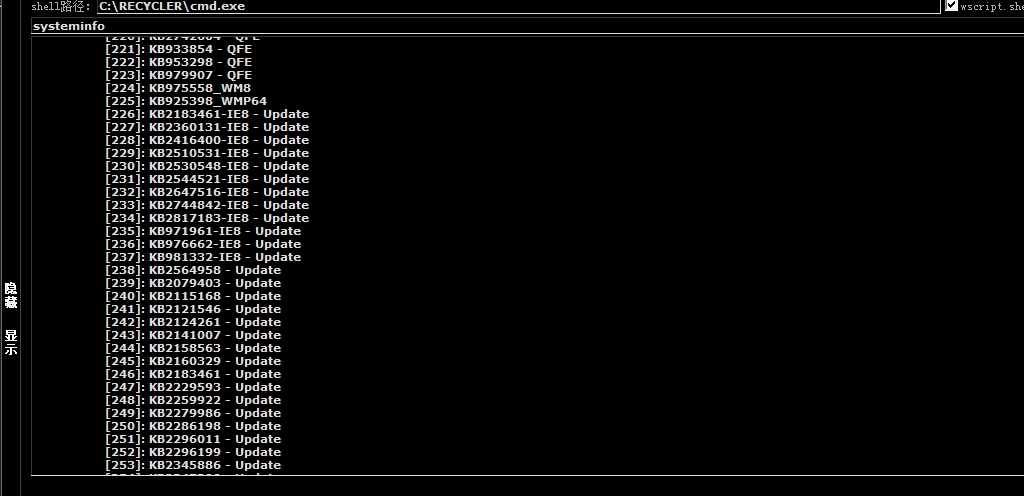 shell路径: C:\RECYCLER\cmd.exe
wscript.she
systeminfo
[221]: KB933854 - QFE
[222]: KB953298 - QFE
[223]: KB979907 - QFE
[224]: KB975558_WM8
[225]: KB925398_WMP64
[226]: KB2183461-IE8 - Update
[227]: KB2360131-IE8 - Update
[228]: KB2416400-IE8 - Update
[229]: KB2510531-IE8 - Update
[230]: KB2530548-IE8 - Update
[231]: KB2544521-IE8 - Update
[232]: KB2647516-IE8 - Update
[233]: KB2744842-IE8 - Update
[234]: KB2817183-IE8 - Update
[235]: KB971961-IE8 - Update
[236]: KB976662-IE8 - Update
[237]: KB981332-IE8 - Update
[238]: KB2564958 - Update
[239]: KB2079403 - Update
[240]: KB2115168 - Update
[241]: KB2121546 - Update
[242]: KB2124261 - Update
[243]: KB2141007 - Update
[244]: KB2158563 - Update
[245]: KB2160329 - Update
[246]: KB2183461 - Update
[247]: KB2229593 - Update
[248]: KB2259922 - Update
[249]: KB2279986 - Update
[250]: KB2286198 - Update
[251]: KB2296011 - Update
[252]: KB2296199 - Update
[253]: KB2345886 - Update
隐藏
显示